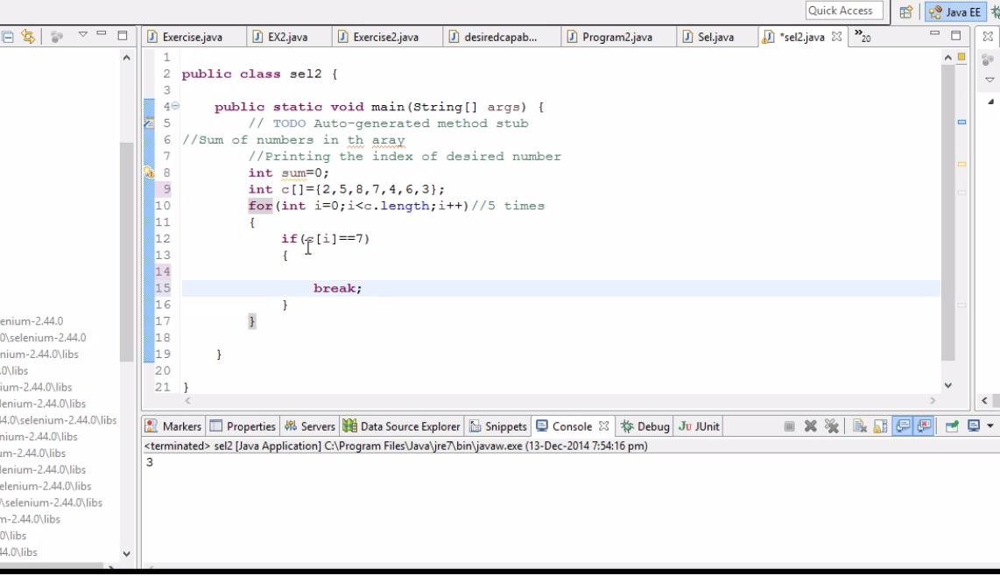 Quick Access
Java EE
Exercise.java
EX2.java
Exercise2.java
desiredcapab...
Program2.java
Sel.java
*sel2.java
»20
1
2 public class sel2 {
3
4 public static void main(String[] args) {
5 // TODO Auto-generated method stub
6 //Sum of numbers in th aray
7 //Printing the index of desired number
8 int sum=0;
9 int c[]={2,5,8,7,4,6,3};
10 for(int i=0;i<c.length;i++)//5 times
11 {
12 if(c[i]==7)
13 {
14
15 break;
16 }
17 }
18
19 }
20
21 }
enium-2.44.0
0\selenium-2.44.0
nium-2.44.0\libs
.0\libs
ium-2.44.0\libs
lenium-2.44.0\libs
44.0\selenium-2.44.0\libs
nium-2.44.0\libs
um-2.44.0\libs
lenium-2.44.0\libs
elenium-2.44.0\libs
\selenium-2.44.0\libs
m-2.44.0\libs
0\libs
44.0\libs
Markers
Properties
Servers
Data Source Explorer
Snippets
Console
Debug
JUnit
<terminated> sel2 [Java Application] C:\Program Files\Java\jre7\bin\javaw.exe (13-Dec-2014 7:54:16 pm)
3